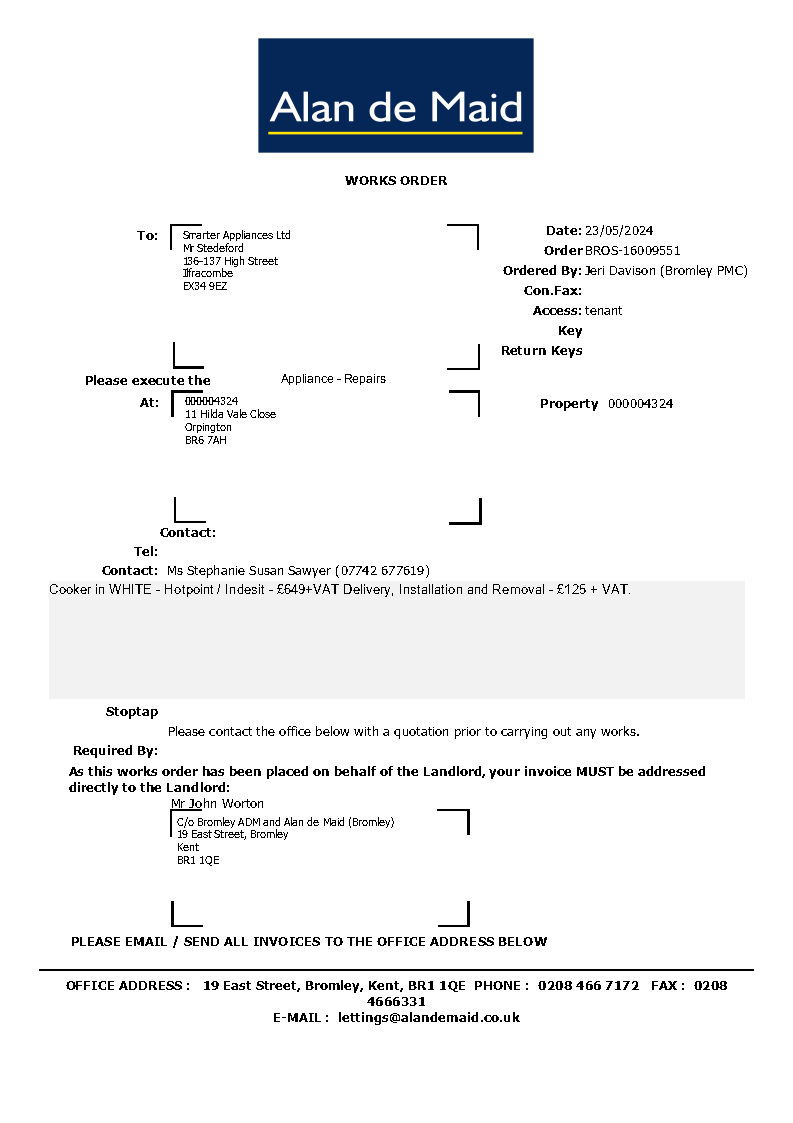 Alan de Maid
WORKS ORDER
To:
Smarter Appliances Ltd
Mr Stedeford
136-137 High Street
Ilfracombe
EX34 9EZ
Date: 23/05/2024
Order BROS-16009551
Ordered By: Jeri Davison (Bromley PMC)
Con.Fax:
Access: tenant
Key
Return Keys
Please execute the Appliance - Repairs
At:
000004324
11 Hilda Vale Close
Orpington
BR6 7AH
Property 000004324
Contact:
Tel:
Contact: Ms Stephanie Susan Sawyer (07742 677619)
Cooker in WHITE - Hotpoint / Indesit - £649+VAT Delivery, Installation and Removal - £125 + VAT.
Stoptap
Please contact the office below with a quotation prior to carrying out any works.
Required By:
As this works order has been placed on behalf of the Landlord, your invoice MUST be addressed
directly to the Landlord:
Mr John Worton
C/o Bromley ADM and Alan de Maid (Bromley)
19 East Street, Bromley
Kent
BR1 1QE
PLEASE EMAIL / SEND ALL INVOICES TO THE OFFICE ADDRESS BELOW
OFFICE ADDRESS : 19 East Street, Bromley, Kent, BR1 1QE PHONE : 0208 466 7172 FAX : 0208
4666331
E-MAIL : lettings@alandemaid.co.uk